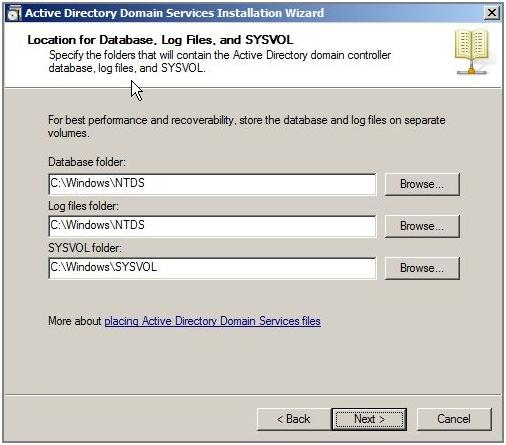 Active Directory Domain Services Installation Wizard
Location for Database, Log Files, and SYSVOL
Specify the folders that will contain the Active Directory domain controller
database, log files, and SYSVOL.
For best performance and recoverability, store the database and log files on separate
volumes.
Database folder:
C:\Windows\NTDS
Browse...
Log files folder:
C:\Windows\NTDS
Browse...
SYSVOL folder:
C:\Windows\SYSVOL
Browse...
More about placing Active Directory Domain Services files
< Back
Next >
Cancel